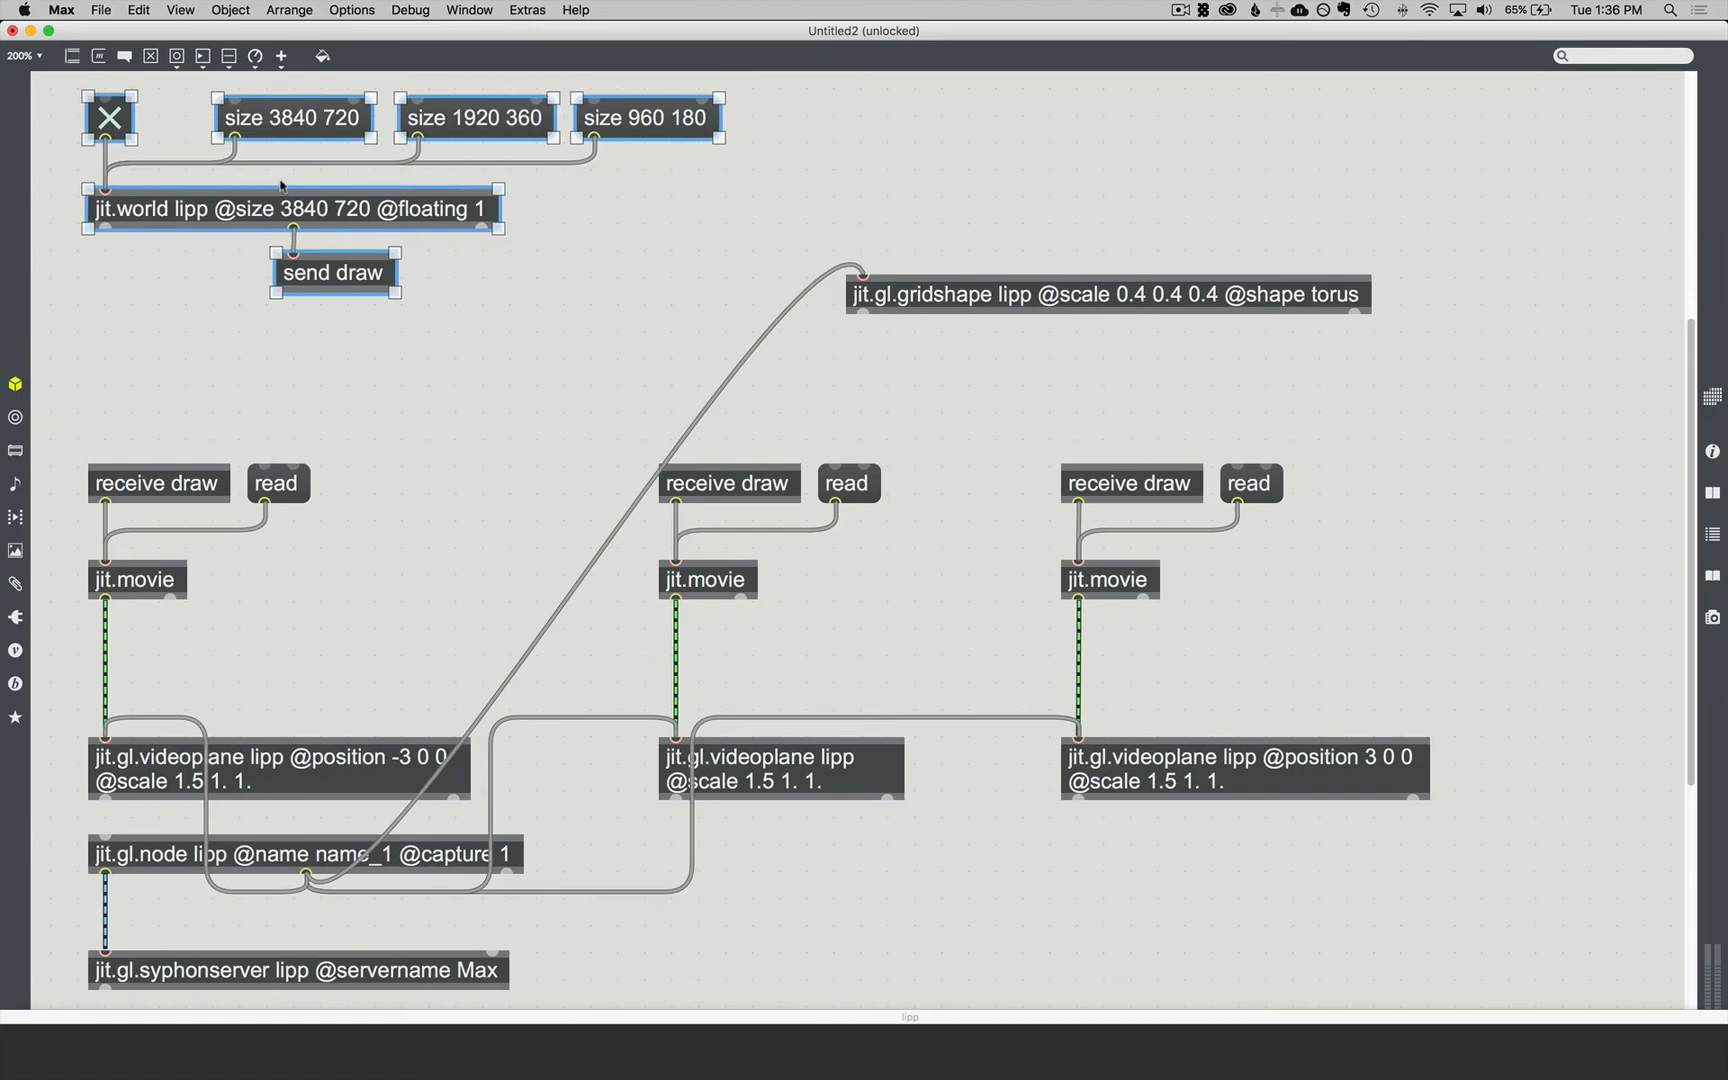 Max File Edit View Object Arrange Options Debug Window Extras Help 65% Tue 1:36 PM
Untitled2 (unlocked)
200%
size 3840 720 size 1920 360 size 960 180
jit.world lipp @size 3840 720 @floating 1
send draw
jit.gl.gridshape lipp @scale 0.4 0.4 0.4 @shape torus
receive draw read receive draw read receive draw read
jit.movie jit.movie jit.movie
jit.gl.videoplane lipp @position -3 0 0
@scale 1.5 1. 1.
jit.gl.videoplane lipp
@scale 1.5 1. 1.
jit.gl.videoplane lipp @position 3 0 0
@scale 1.5 1. 1.
jit.gl.node lipp @name name_1 @capture 1
jit.gl.syphonserver lipp @servername Max
lipp